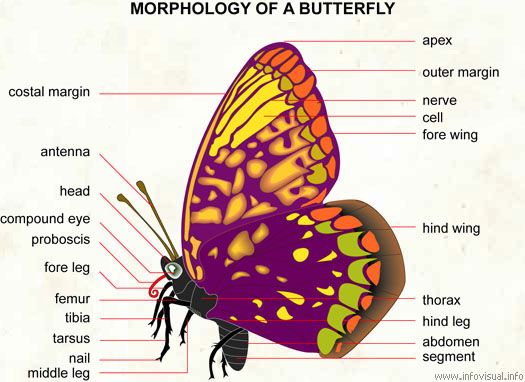 MORPHOLOGY OF A BUTTERFLY
costal margin
antenna
head
compound eye
proboscis
fore leg
femur
tibia
tarsus
nail
middle leg
apex
outer margin
nerve
cell
fore wing
hind wing
thorax
hind leg
abdomen
segment
© www.infovisual.info